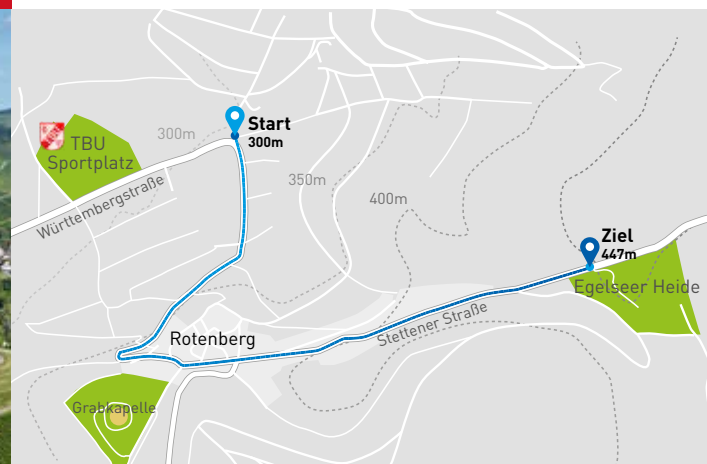 Start
300m
300m
TBU
Sportplatz
350m
400m
Württembergstraße
Ziel
447m
Egelseer Heide
Stettener Straße
Rotenberg
Grabkapelle